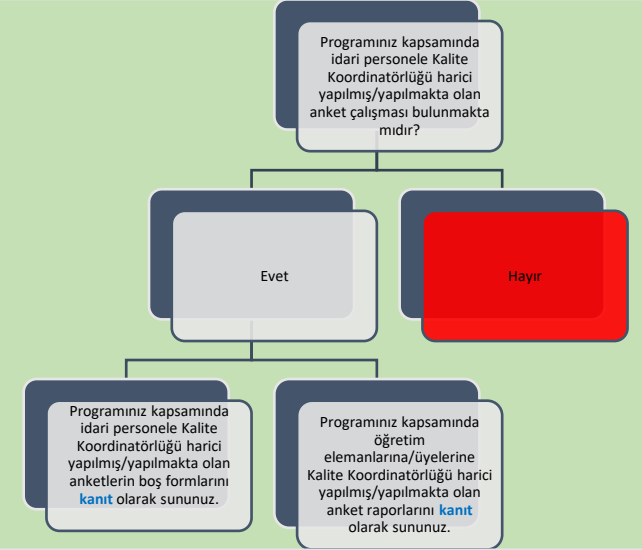 Programınız kapsamında
idari personele Kalite
Koordinatörlüğü harici
yapılmış/yapılmakta olan
anket çalışması bulunmakta
mıdır?
Evet
Hayır
Programınız kapsamında
idari personele Kalite
Koordinatörlüğü harici
yapılmış/yapılmakta olan
anketlerin boş formlarını
kanıt olarak sununuz.
Programınız kapsamında
öğretim
elemanlarına/üyelerine
Kalite Koordinatörlüğü harici
yapılmış/yapılmakta olan
anket raporlarını kanıt
olarak sununuz.